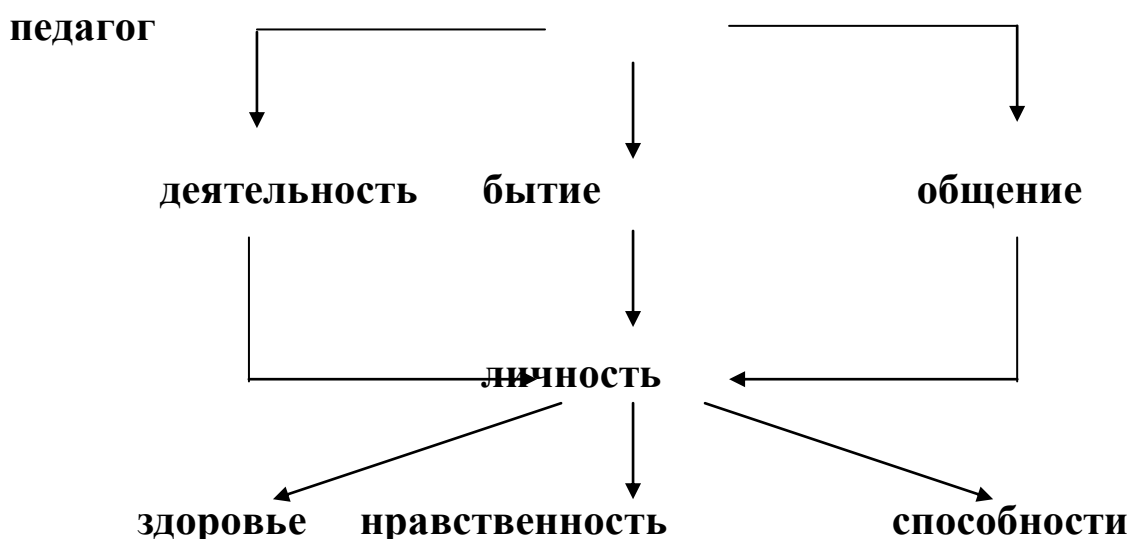 педагог
деятельность бытие общение
личность
здоровье нравственность способности